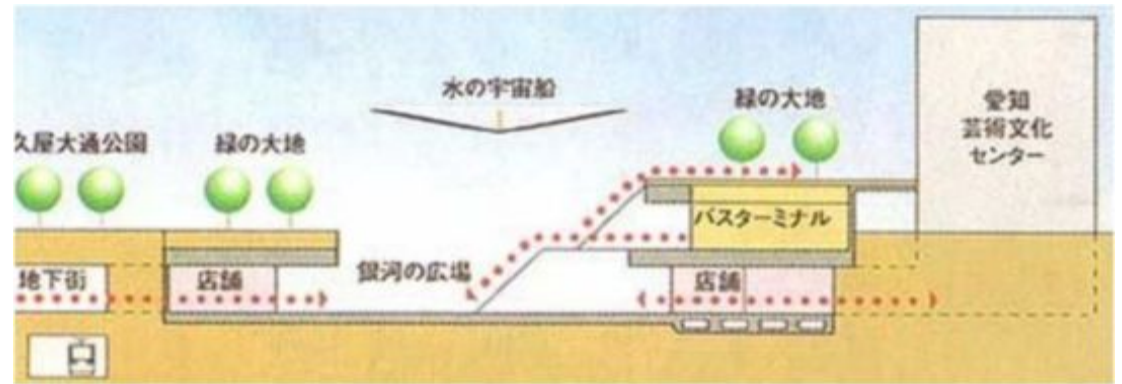 水の宇宙船
緑の大地
愛知
芸術文化
センター
久屋大通公園
緑の大地
バスターミナル
地下街
店舗
銀河の広場
店舗